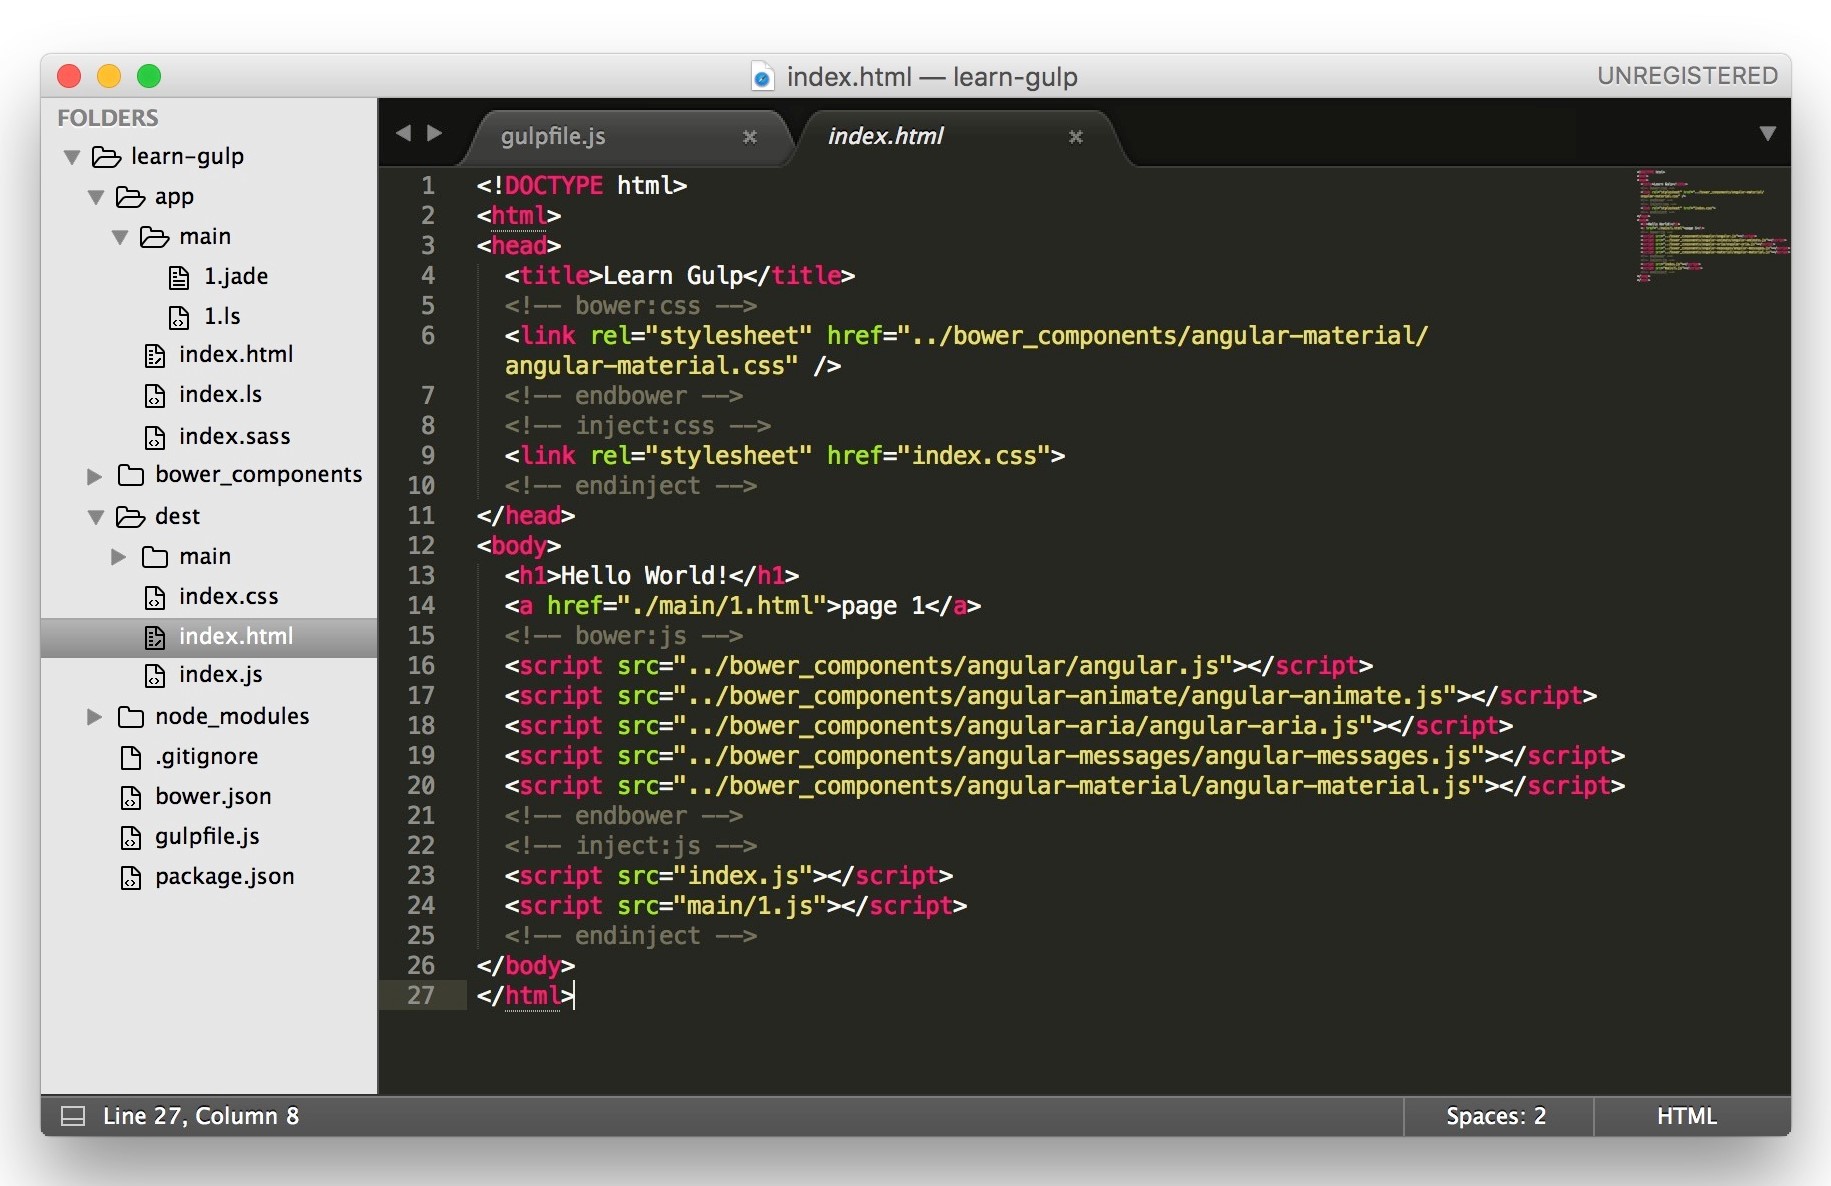 index.html — learn-gulp
UNREGISTERED
FOLDERS
learn-gulp
app
main
1.jade
1.ls
index.html
index.ls
index.sass
bower_components
dest
main
index.css
index.html
index.js
node_modules
.gitignore
bower.json
gulpfile.js
package.json
gulpfile.js
index.html
1 <!DOCTYPE html>
2 <html>
3 <head>
4 <title>Learn Gulp</title>
5 <!-- bower:css -->
6 <link rel="stylesheet" href="../bower_components/angular-material/
angular-material.css" />
7 <!-- endbower -->
8 <!-- inject:css -->
9 <link rel="stylesheet" href="index.css">
10 <!-- endinject -->
11 </head>
12 <body>
13 <h1>Hello World!</h1>
14 <a href="./main/1.html">page 1</a>
15 <!-- bower:js -->
16 <script src="../bower_components/angular/angular.js"></script>
17 <script src="../bower_components/angular-animate/angular-animate.js"></script>
18 <script src="../bower_components/angular-aria/angular-aria.js"></script>
19 <script src="../bower_components/angular-messages/angular-messages.js"></script>
20 <script src="../bower_components/angular-material/angular-material.js"></script>
21 <!-- endbower -->
22 <!-- inject:js -->
23 <script src="index.js"></script>
24 <script src="main/1.js"></script>
25 <!-- endinject -->
26 </body>
27 </html>
Line 27, Column 8
Spaces: 2
HTML